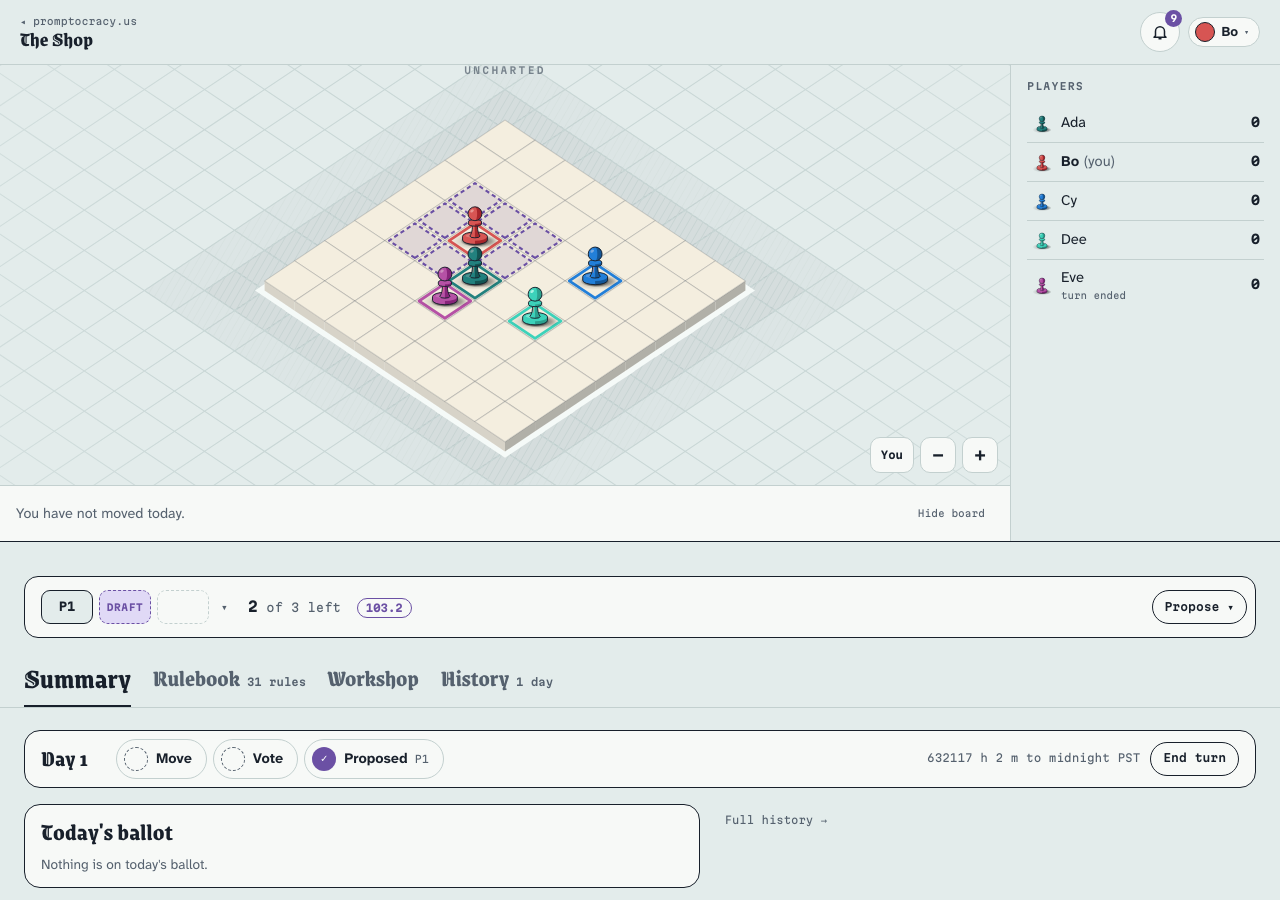 ◂ promptocracy.us
The Shop
9
Bo ▾
UNCHARTED
PLAYERS
Ada 0
Bo (you) 0
Cy 0
Dee 0
Eve 0
turn ended
You − +
You have not moved today.
Hide board
P1 DRAFT ▾ 2 of 3 left 103.2 Propose ▾
Summary Rulebook 31 rules Workshop History 1 day
Day 1 Move Vote ✓ Proposed P1 632117 h 2 m to midnight PST End turn
Today's ballot
Nothing is on today's ballot.
Full history →